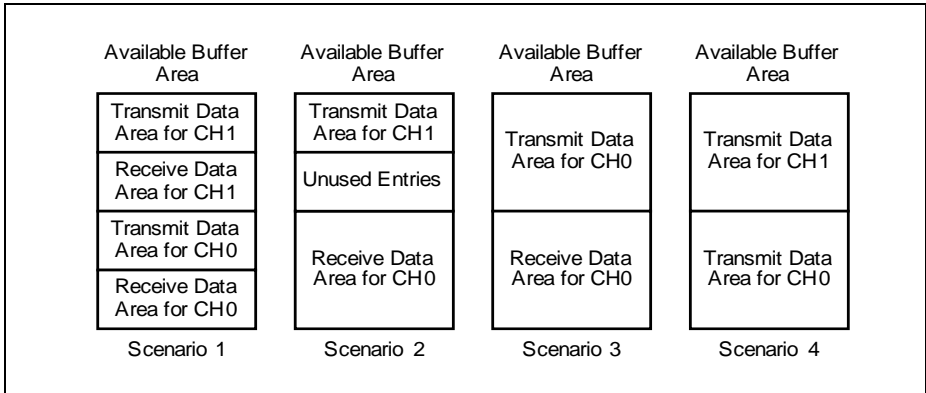 Available Buffer
Area
Transmit Data
Area for CH1
Receive Data
Area for CH1
Transmit Data
Area for CH0
Receive Data
Area for CH0
Scenario 1
Available Buffer
Area
Transmit Data
Area for CH1
Unused Entries
Receive Data
Area for CH0
Scenario 2
Available Buffer
Area
Transmit Data
Area for CH0
Receive Data
Area for CH0
Scenario 3
Available Buffer
Area
Transmit Data
Area for CH1
Transmit Data
Area for CH0
Scenario 4